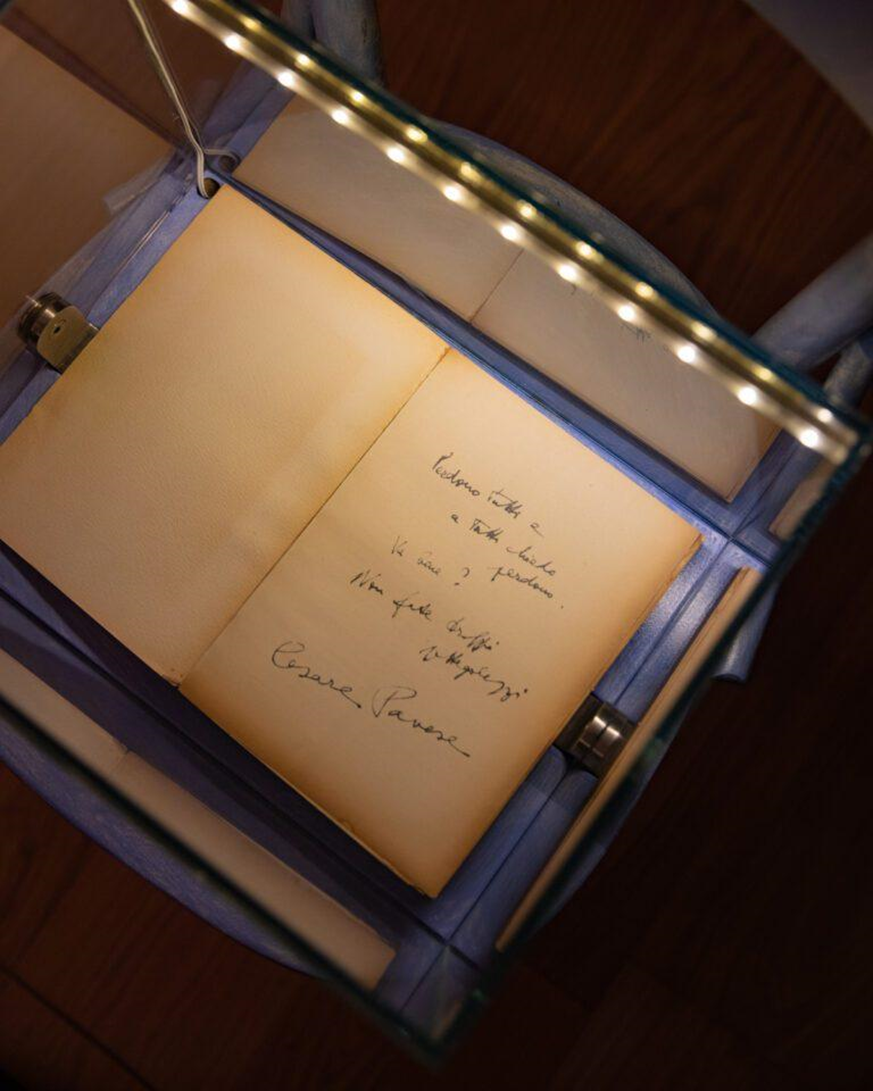 Perdono tutti e
a tutti chiedo
perdono.
Va bene?
Non fate troppi
pettegolezzi.
Cesare Pavese